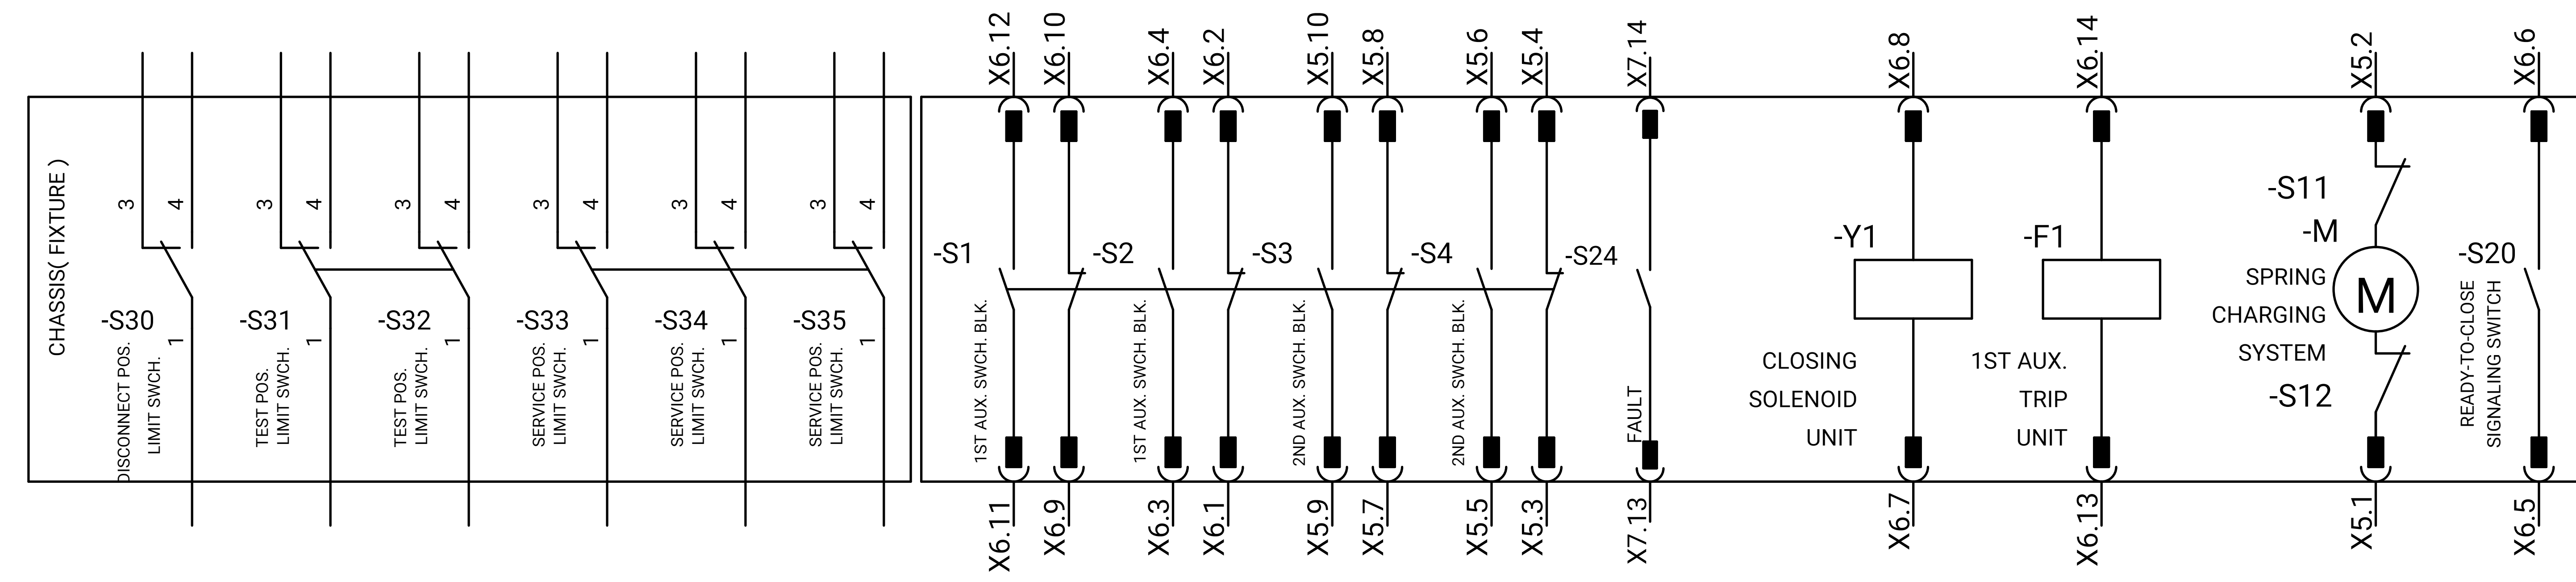 X6.12
X6.10
X6.4
X6.2
X5.10
X5.8
X5.6
X5.4
X7.14
X6.8
X6.14
X5.2
X6.6
CHASSIS( FIXTURE )
3
4
3
4
3
4
3
4
3
4
3
4
-S30
1
DISCONNECT POS.
LIMIT SWCH.
-S31
1
TEST POS.
LIMIT SWCH.
-S32
1
TEST POS.
LIMIT SWCH.
-S33
1
SERVICE POS.
LIMIT SWCH.
-S34
1
SERVICE POS.
LIMIT SWCH.
-S35
1
SERVICE POS.
LIMIT SWCH.
-S1
1ST AUX. SWCH. BLK.
-S2
1ST AUX. SWCH. BLK.
-S3
2ND AUX. SWCH. BLK.
-S4
2ND AUX. SWCH. BLK.
-S24
FAULT
-Y1
CLOSING
SOLENOID
UNIT
-F1
1ST AUX.
TRIP
UNIT
-S11
-M
M
SPRING
CHARGING
SYSTEM
-S12
-S20
READY-TO-CLOSE
SIGNALING SWITCH
X6.11
X6.9
X6.3
X6.1
X5.9
X5.7
X5.5
X5.3
X7.13
X6.7
X6.13
X5.1
X6.5